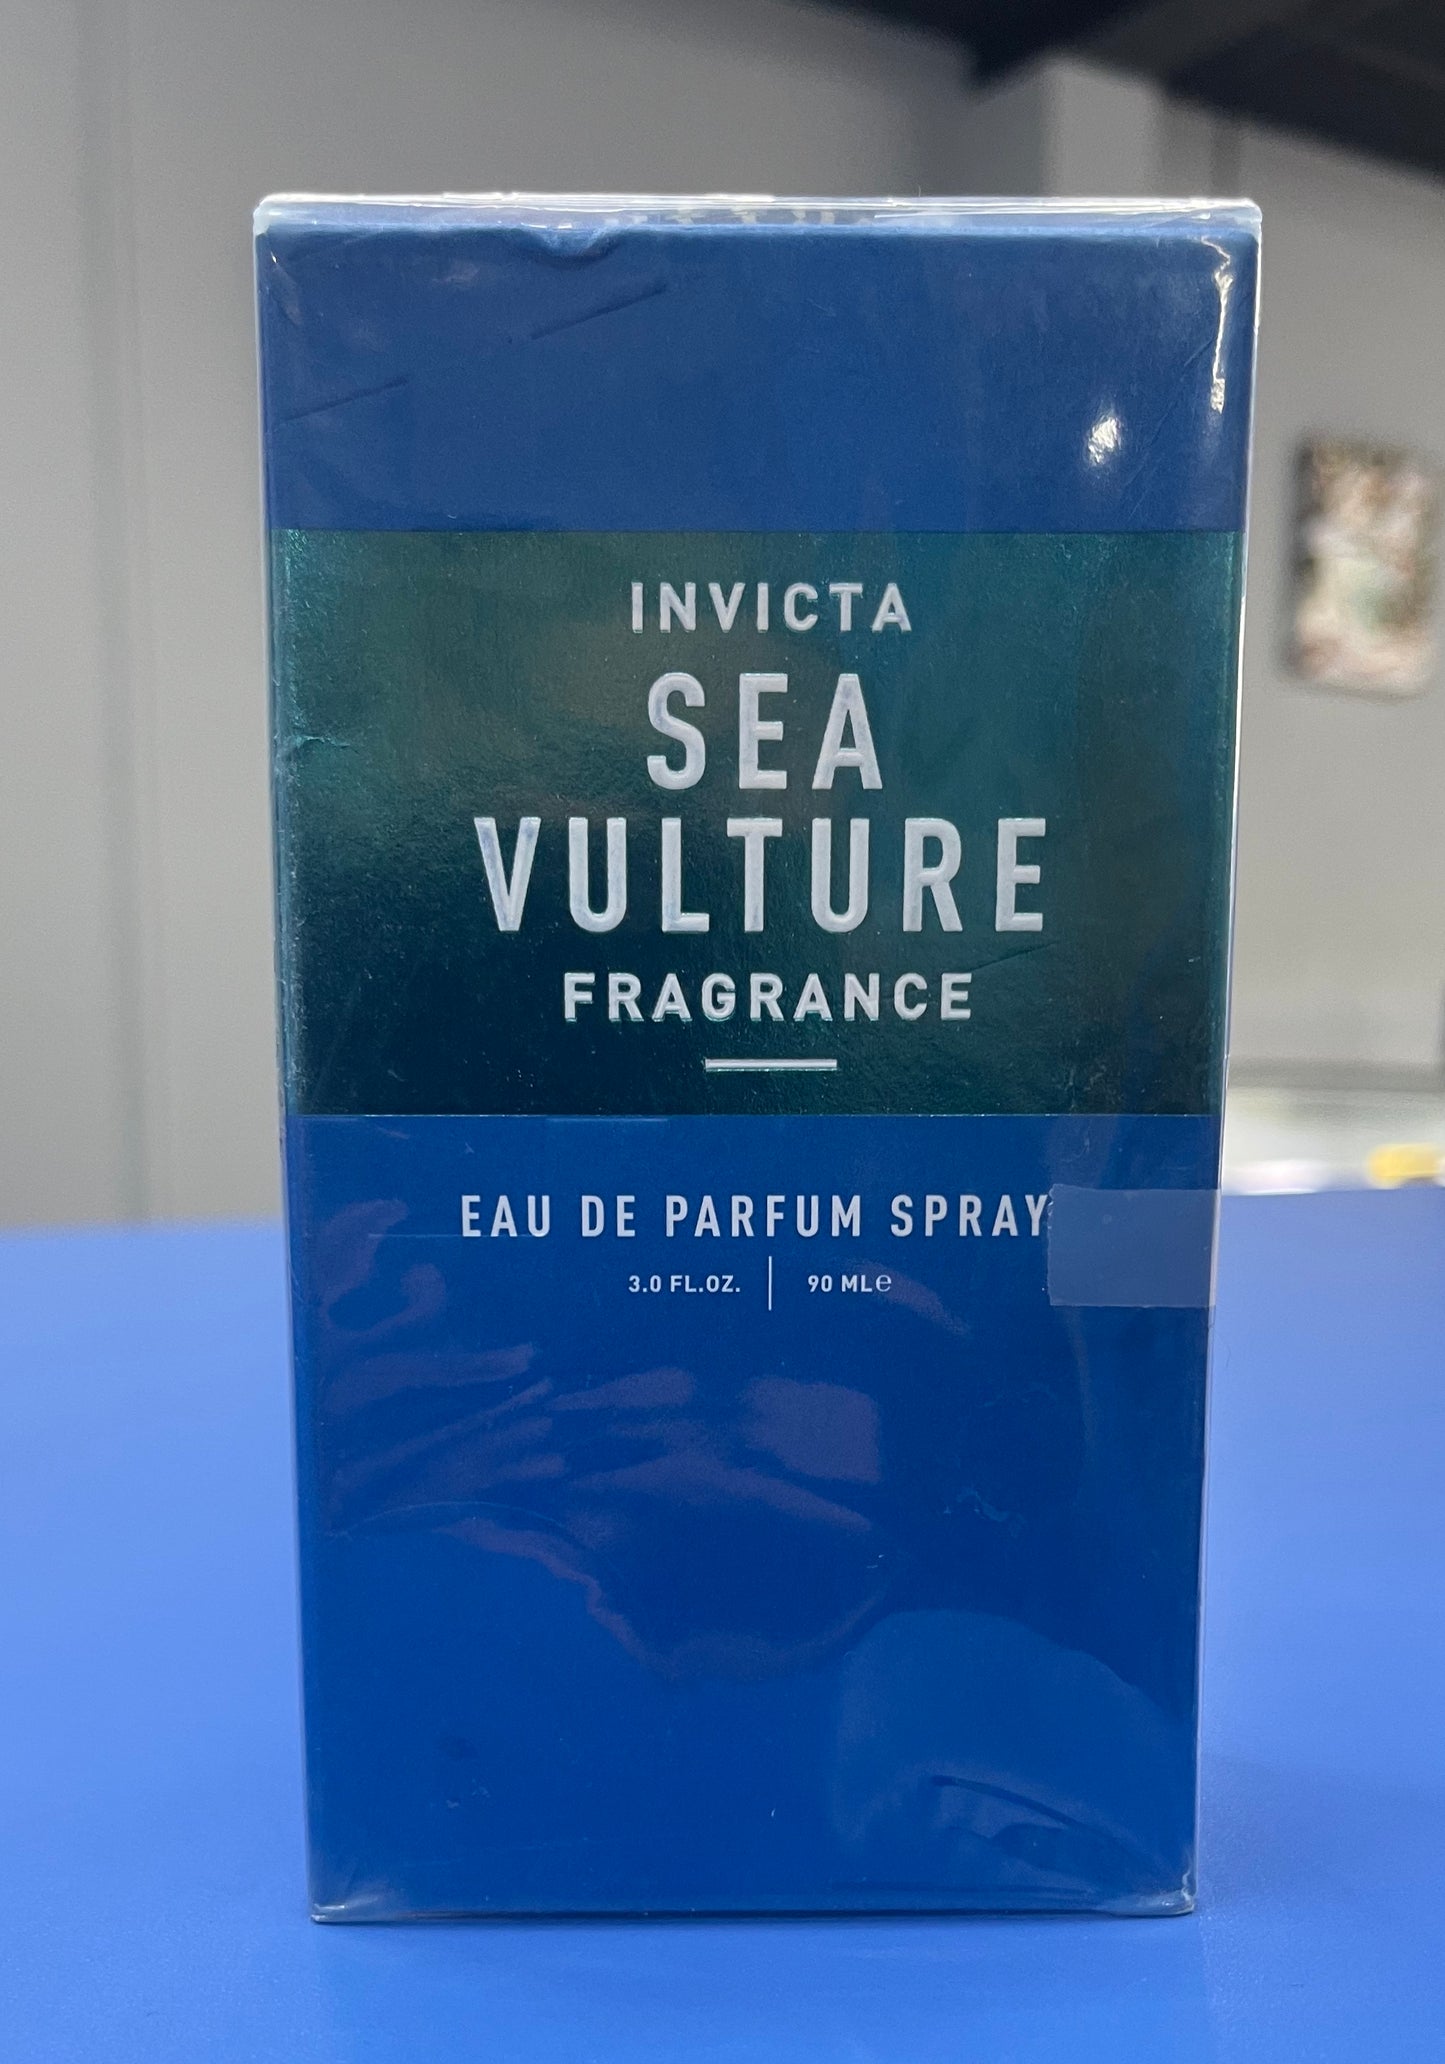 INVICTA
SEA
VULTURE
FRAGRANCE
EAU DE PARFUM SPRAY
3.0 FL.OZ. | 90 ML℮